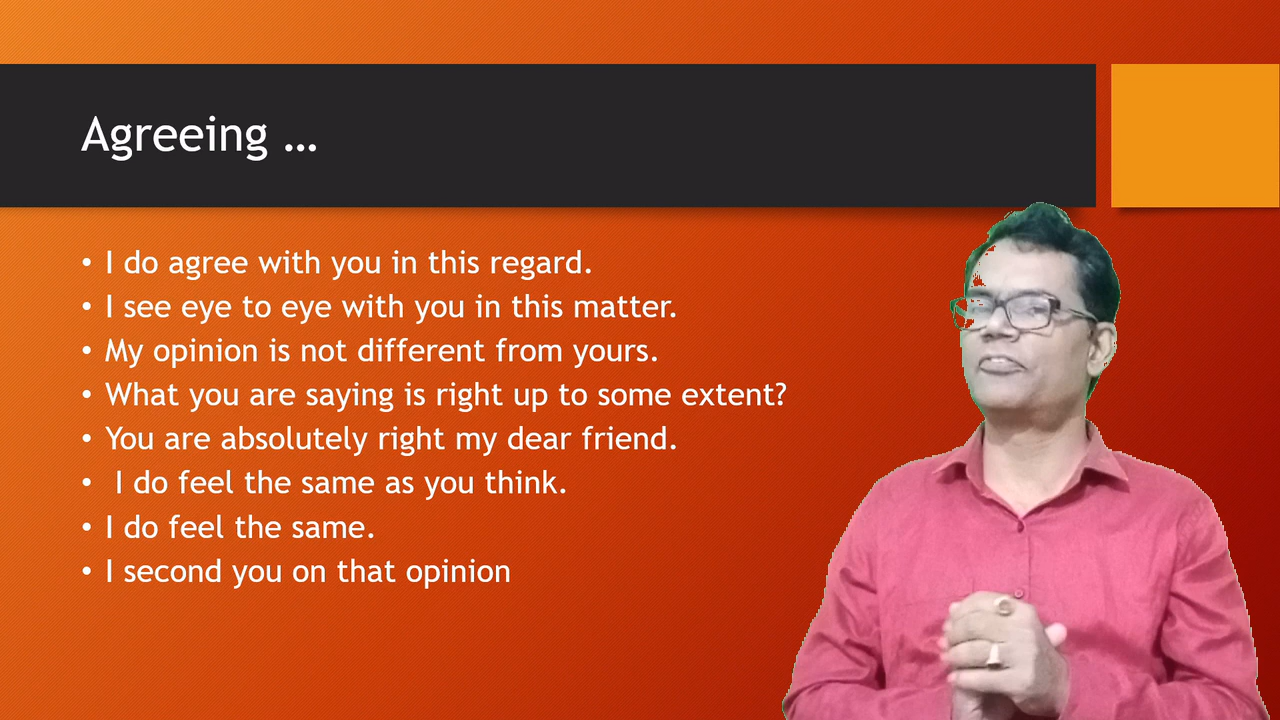 Agreeing …
• I do agree with you in this regard.
• I see eye to eye with you in this matter.
• My opinion is not different from yours.
• What you are saying is right up to some extent?
• You are absolutely right my dear friend.
• I do feel the same as you think.
• I do feel the same.
• I second you on that opinion